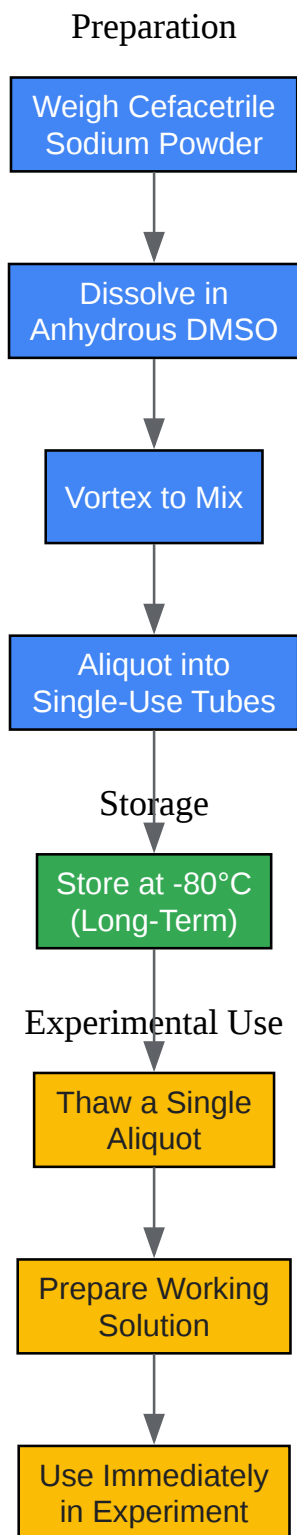 Preparation
Weigh Cefacetrile
Sodium Powder
Dissolve in
Anhydrous DMSO
Vortex to Mix
Aliquot into
Single-Use Tubes
Storage
Store at -80°C
(Long-Term)
Experimental Use
Thaw a Single
Aliquot
Prepare Working
Solution
Use Immediately
in Experiment